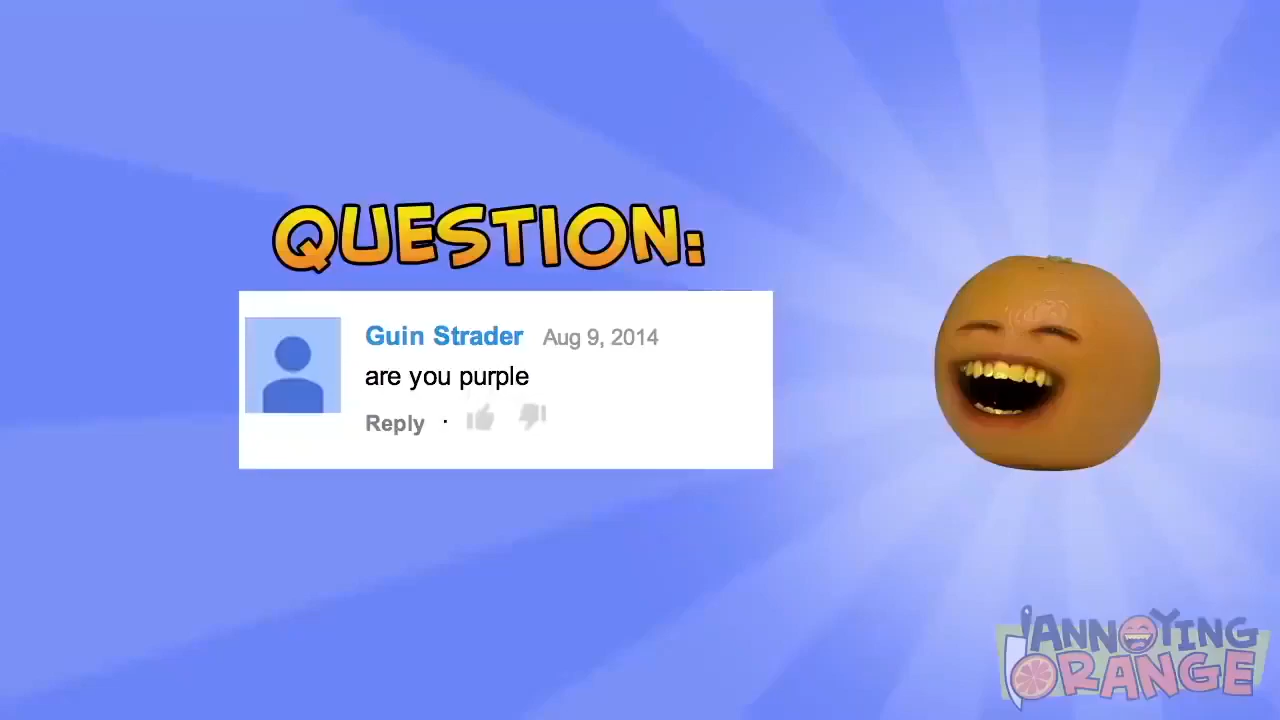 QUESTION:
Guin Strader Aug 9, 2014
are you purple
Reply ·
ANNOYING
ORANGE